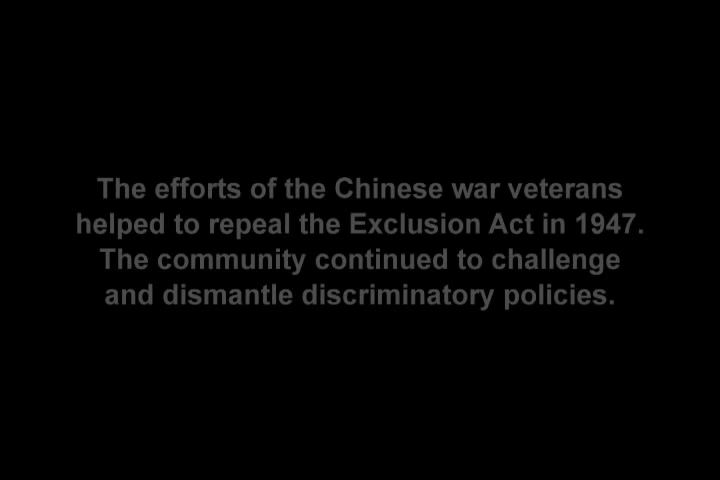 The efforts of the Chinese war veterans
helped to repeal the Exclusion Act in 1947.
The community continued to challenge
and dismantle discriminatory policies.